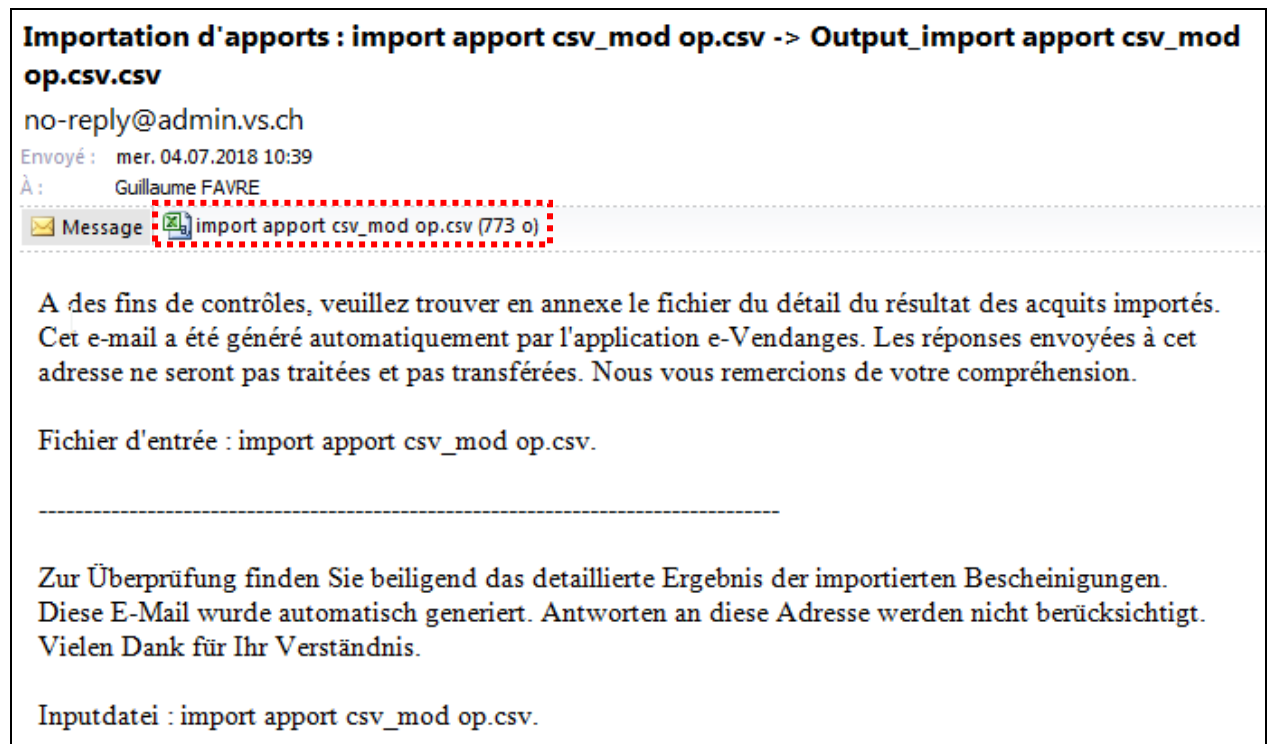 Importation d'apports : import apport csv_mod op.csv -> Output_import apport csv_mod
op.csv.csv
no-reply@admin.vs.ch
Envoyé : mer. 04.07.2018 10:39
À : Guillaume FAVRE
Message import apport csv_mod op.csv (773 o)
A des fins de contrôles, veuillez trouver en annexe le fichier du détail du résultat des acquits importés.
Cet e-mail a été généré automatiquement par l'application e-Vendanges. Les réponses envoyées à cet
adresse ne seront pas traitées et pas transférées. Nous vous remercions de votre compréhension.
Fichier d'entrée : import apport csv_mod op.csv.
--------------------------------------------------------------------------------
Zur Überprüfung finden Sie beiligend das detaillierte Ergebnis der importierten Bescheinigungen.
Diese E-Mail wurde automatisch generiert. Antworten an diese Adresse werden nicht berücksichtigt.
Vielen Dank für Ihr Verständnis.
Inputdatei : import apport csv_mod op.csv.